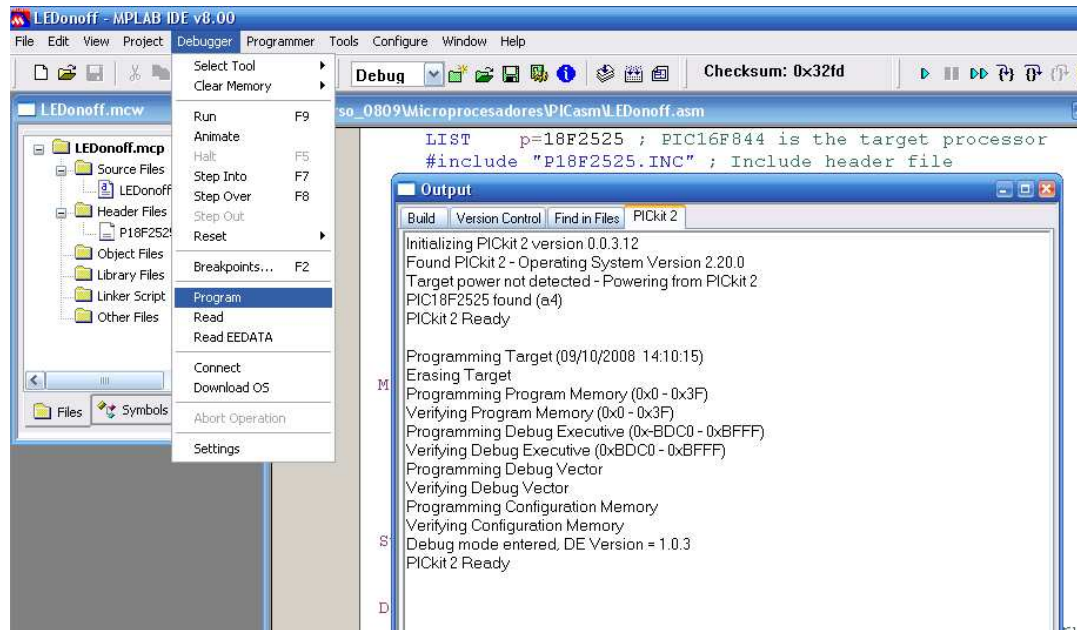 LEDonoff - MPLAB IDE v8.00
File Edit View Project Debugger Programmer Tools Configure Window Help
Debug Checksum: 0x32fd
Select Tool
Clear Memory
Run F9
Animate
Halt F5
Step Into F7
Step Over F8
Step Out
Reset
Breakpoints... F2
Program
Read
Read EEDATA
Connect
Download OS
Abort Operation
Settings
LEDonoff.mcw
LEDonoff.mcp
Source Files
LEDonoff
Header Files
P18F252
Object Files
Library Files
Linker Script
Other Files
Files Symbols
rso_0809\Microprocesadores\PICasm\LEDonoff.asm
LIST p=18F2525 ; PIC16F844 is the target processor
#include "P18F2525.INC" ; Include header file
M
S
D
Output
Build Version Control Find in Files PICkit 2
Initializing PICkit 2 version 0.0.3.12
Found PICkit 2 - Operating System Version 2.20.0
Target power not detected - Powering from PICkit 2
PIC18F2525 found (a4)
PICkit 2 Ready
Programming Target (09/10/2008 14:10:15)
Erasing Target
Programming Program Memory (0x0 - 0x3F)
Verifying Program Memory (0x0 - 0x3F)
Programming Debug Executive (0x-BDC0 - 0xBFFF)
Verifying Debug Executive (0xBDC0 - 0xBFFF)
Programming Debug Vector
Verifying Debug Vector
Programming Configuration Memory
Verifying Configuration Memory
Debug mode entered, DE Version = 1.0.3
PICkit 2 Ready